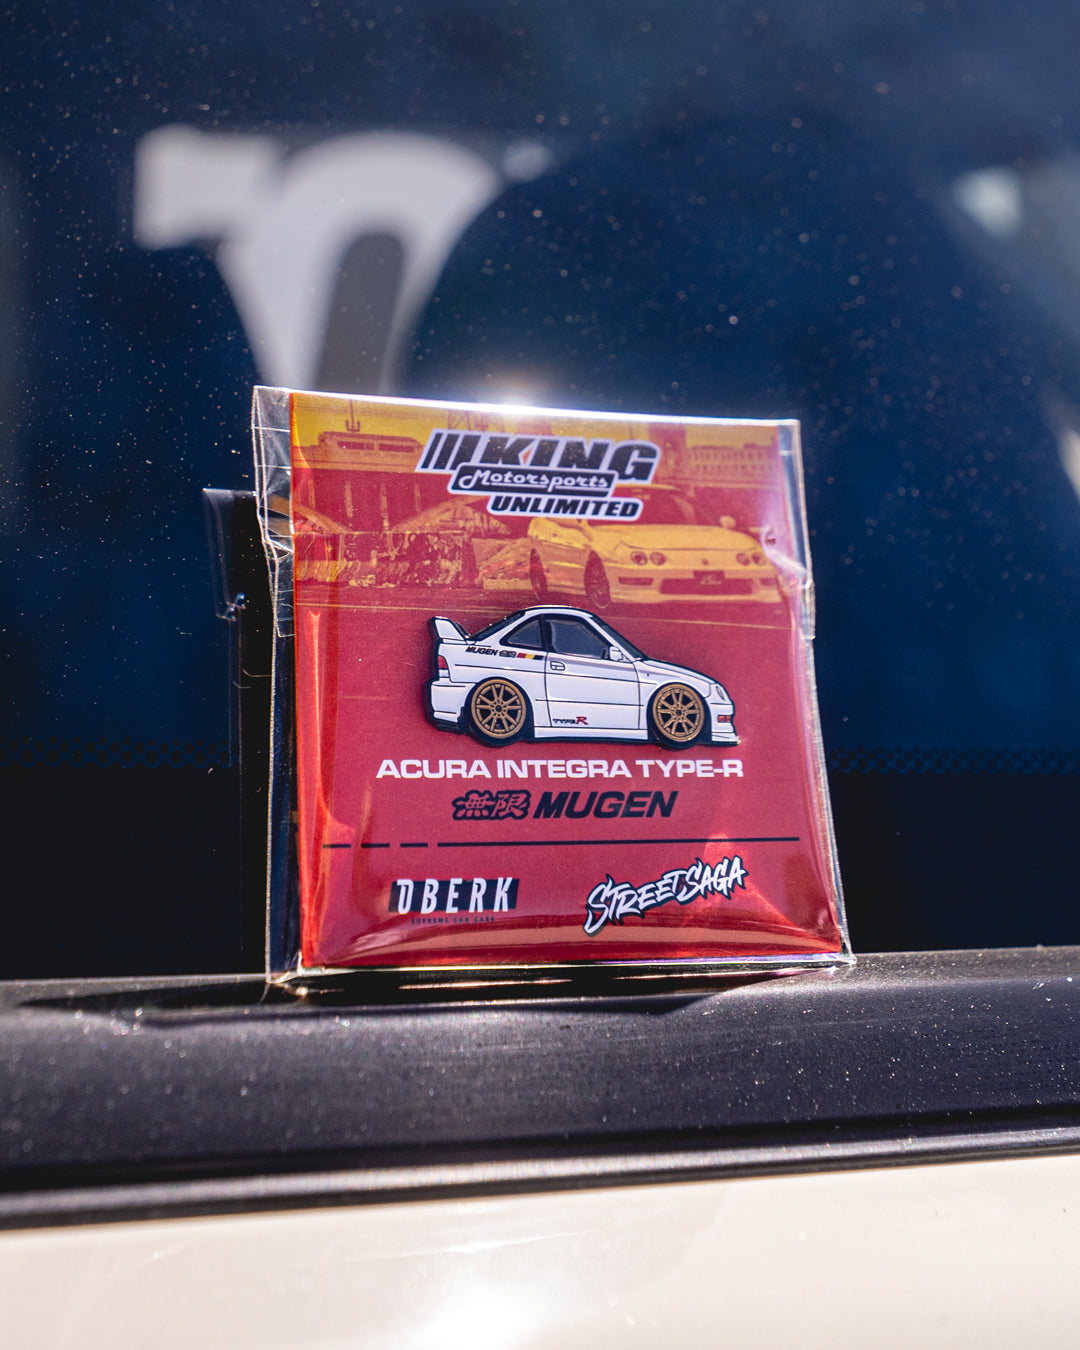 KING
Motorsports
UNLIMITED
MUGEN
TYPE R
ACURA INTEGRA TYPE-R
無限 MUGEN
OBERK
SUPREME CAR CARE
STREET SAGA